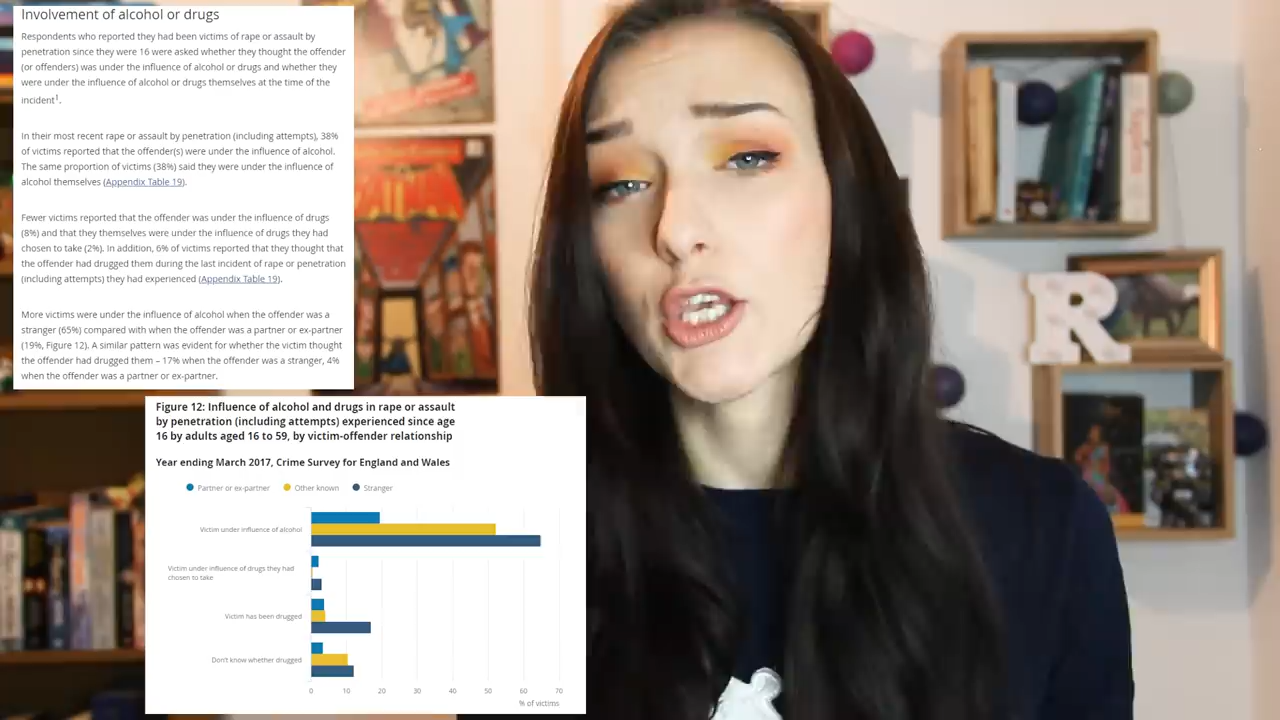 Involvement of alcohol or drugs
Respondents who reported they had been victims of rape or assault by
penetration since they were 16 were asked whether they thought the offender
(or offenders) was under the influence of alcohol or drugs and whether they
were under the influence of alcohol or drugs themselves at the time of the
incident1.
In their most recent rape or assault by penetration (including attempts), 38%
of victims reported that the offender(s) were under the influence of alcohol.
The same proportion of victims (38%) said they were under the influence of
alcohol themselves (Appendix Table 19).
Fewer victims reported that the offender was under the influence of drugs
(8%) and that they themselves were under the influence of drugs they had
chosen to take (2%). In addition, 6% of victims reported that they thought that
the offender had drugged them during the last incident of rape or penetration
(including attempts) they had experienced (Appendix Table 19).
More victims were under the influence of alcohol when the offender was a
stranger (65%) compared with when the offender was a partner or ex-partner
(19%, Figure 12). A similar pattern was evident for whether the victim thought
the offender had drugged them – 17% when the offender was a stranger, 4%
when the offender was a partner or ex-partner.
Figure 12: Influence of alcohol and drugs in rape or assault
by penetration (including attempts) experienced since age
16 by adults aged 16 to 59, by victim-offender relationship
Year ending March 2017, Crime Survey for England and Wales
Partner or ex-partner Other known Stranger
Victim under influence of alcohol
Victim under influence of drugs they had
chosen to take
Victim has been drugged
Don't know whether drugged
0 10 20 30 40 50 60 70
% of victims
R